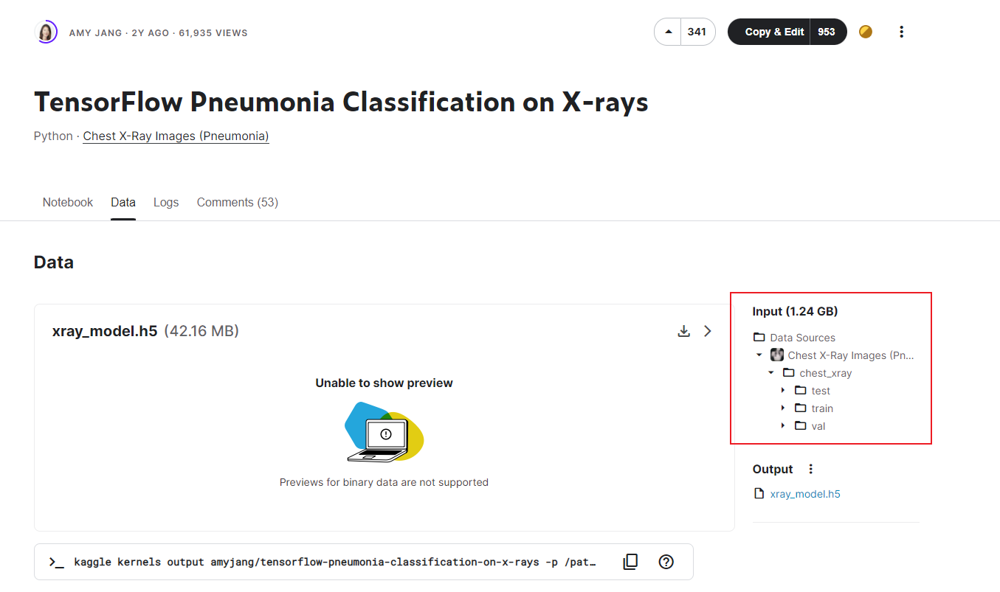 AMY JANG · 2Y AGO · 61,935 VIEWS
341
Copy & Edit 953
TensorFlow Pneumonia Classification on X-rays
Python · Chest X-Ray Images (Pneumonia)
Notebook Data Logs Comments (53)
Data
xray_model.h5 (42.16 MB)
Unable to show preview
Previews for binary data are not supported
Input (1.24 GB)
Data Sources
Chest X-Ray Images (Pn...
chest_xray
test
train
val
Output
xray_model.h5
>_ kaggle kernels output amyjang/tensorflow-pneumonia-classification-on-x-rays -p /pat…